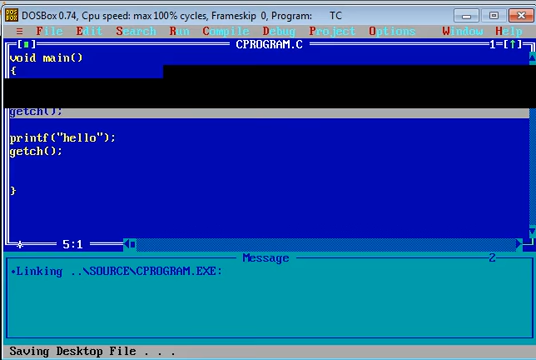 DOSBox 0.74, Cpu speed: max 100% cycles, Frameskip 0, Program: TC
≡ File Edit Search Run Compile Debug Project Options Window Help
[■] CPROGRAM.C 1=[↑]
void main()
{
getch();
printf("hello");
getch();
}
* 5:1
Message 2
•Linking ..\SOURCE\CPROGRAM.EXE:
Saving Desktop File . . .